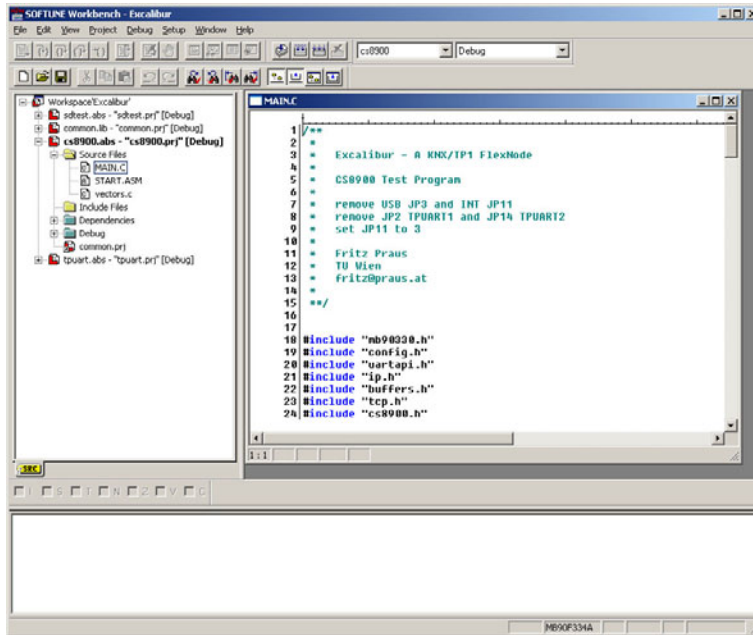 SOFTUNE Workbench - Excalibur
File Edit View Project Debug Setup Window Help
cs8900 Debug
Workspace'Excalibur'
sdtest.abs - "sdtest.prj" [Debug]
common.lib - "common.prj" [Debug]
cs8900.abs - "cs8900.prj" [Debug]
Source Files
MAIN.C
START.ASM
vectors.c
Include Files
Dependencies
Debug
common.prj
tpuart.abs - "tpuart.prj" [Debug]
SRC
MAIN.C
1 /**
2 *
3 * Excalibur - A KNX/TP1 FlexNode
4 *
5 * CS8900 Test Program
6 *
7 * remove USB JP3 and INT JP11
8 * remove JP2 TPUART1 and JP14 TPUART2
9 * set JP11 to 3
10 *
11 * Fritz Praus
12 * TU Wien
13 * fritz@praus.at
14 *
15 **/
16
17
18 #include "mb90330.h"
19 #include "config.h"
20 #include "uartapi.h"
21 #include "ip.h"
22 #include "buffers.h"
23 #include "tcp.h"
24 #include "cs8900.h"
1:1
I S T N Z V C
MB90F334A